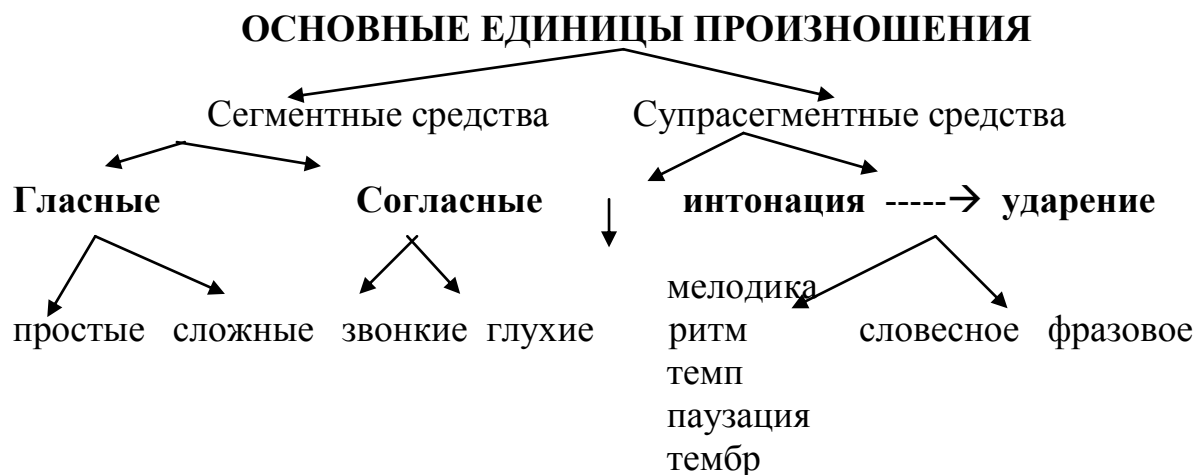 ОСНОВНЫЕ ЕДИНИЦЫ ПРОИЗНОШЕНИЯ
Сегментные средства Супрасегментные средства
Гласные Согласные интонация -----→ ударение
мелодика
простые сложные звонкие глухие ритм словесное фразовое
темп
паузация
тембр